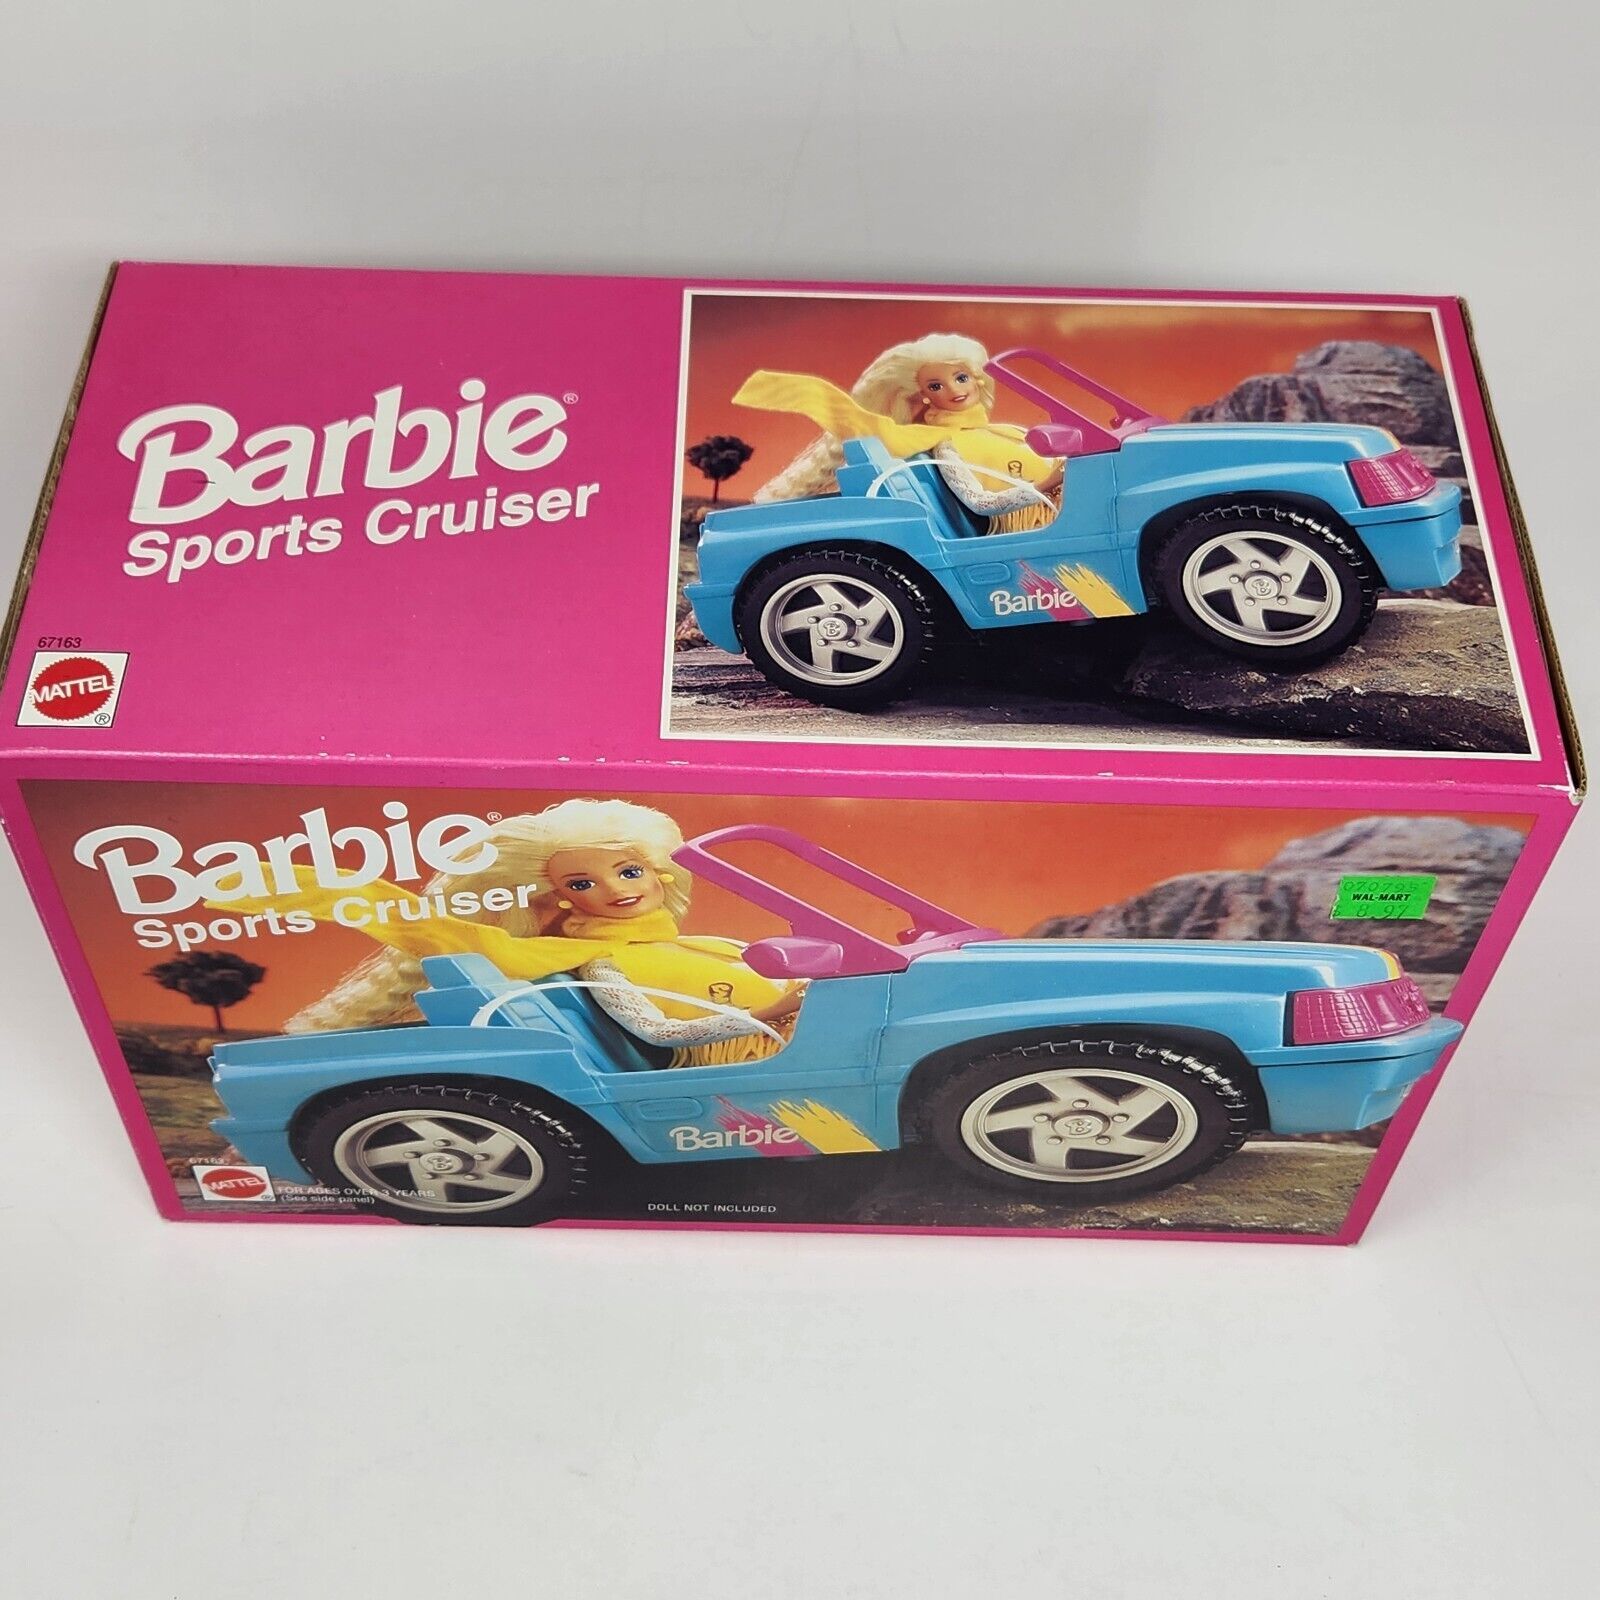 Barbie®
Sports Cruiser
Barbie
67163
MATTEL
®
Barbie®
Sports Cruiser
070795
WAL-MART
$ 8.97
Barbie
67163
MATTEL
FOR AGES OVER 3 YEARS
(See side panel)
DOLL NOT INCLUDED